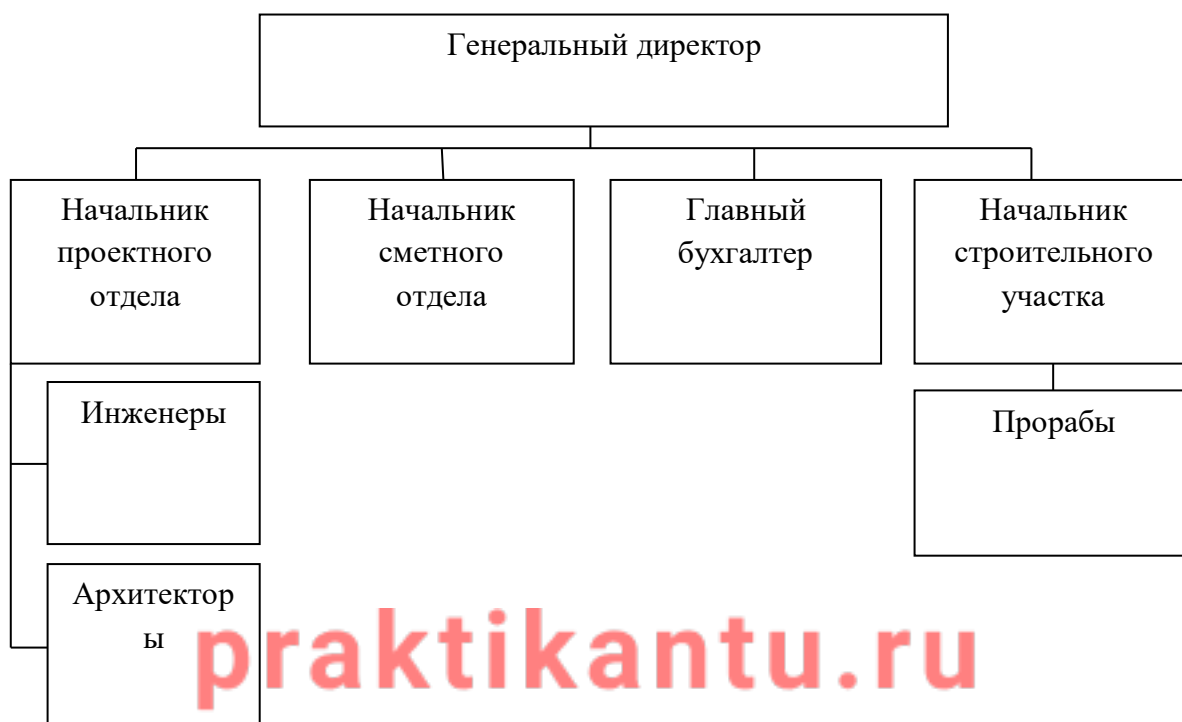 Генеральный директор
Начальник
проектного
отдела
Начальник
сметного
отдела
Главный
бухгалтер
Начальник
строительного
участка
Инженеры
Прорабы
Архитектор
ы
praktikantu.ru